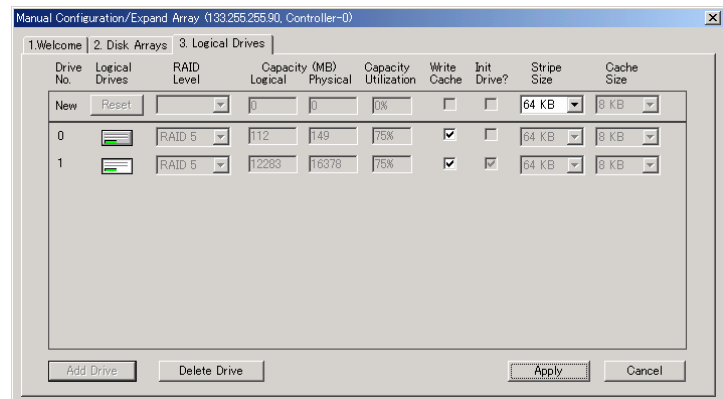 Manual Configuration/Expand Array (133.255.255.90, Controller-0)
1.Welcome 2. Disk Arrays 3. Logical Drives
Drive No. Logical Drives RAID Level Capacity (MB) Logical Physical Capacity Utilization Write Cache Init Drive? Stripe Size Cache Size
New Reset 0 0 0% 64 KB 8 KB
0 RAID 5 112 149 75% 64 KB 8 KB
1 RAID 5 12283 16378 75% 64 KB 8 KB
Add Drive Delete Drive Apply Cancel